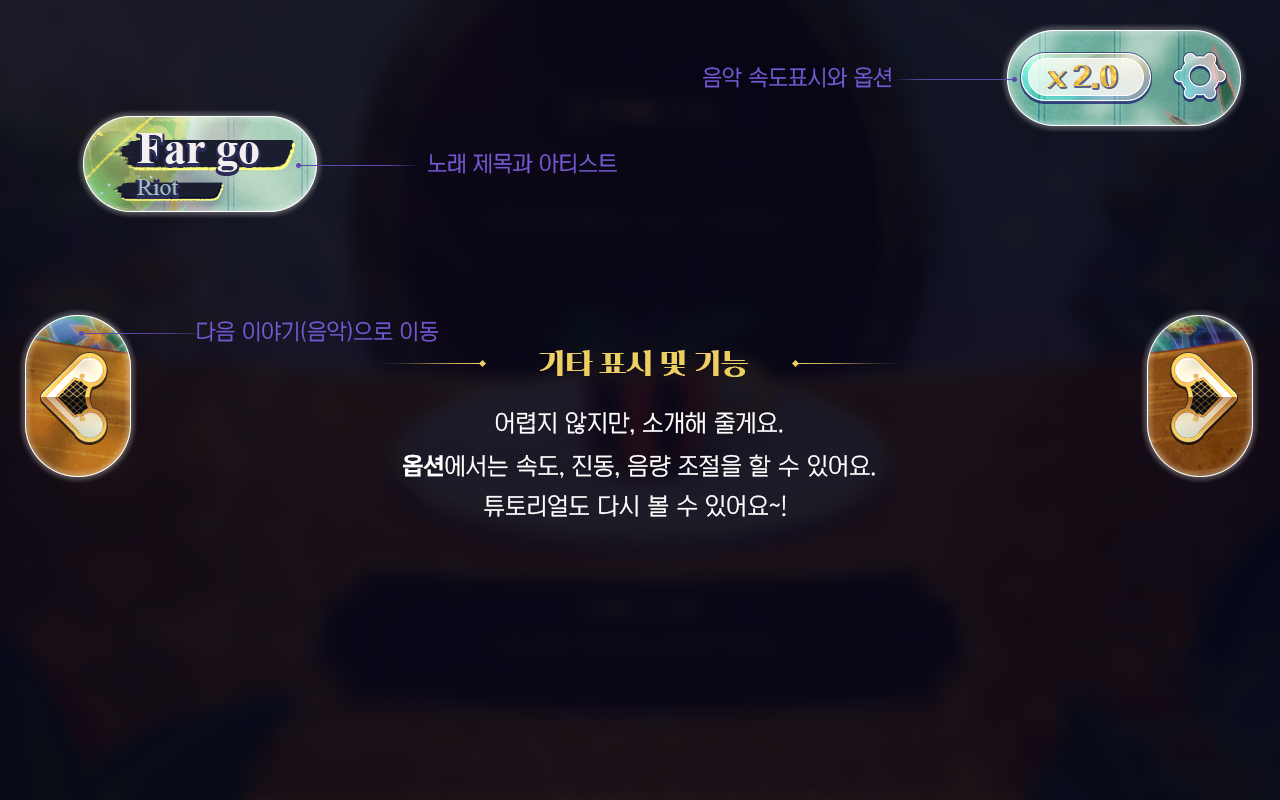 음악 속도표시와 옵션
x 2.0
Far go
Riot
노래 제목과 아티스트
다음 이야기(음악)으로 이동
기타 표시 및 기능
어렵지 않지만, 소개해 줄게요.
옵션에서는 속도, 진동, 음량 조절을 할 수 있어요.
튜토리얼도 다시 볼 수 있어요~!